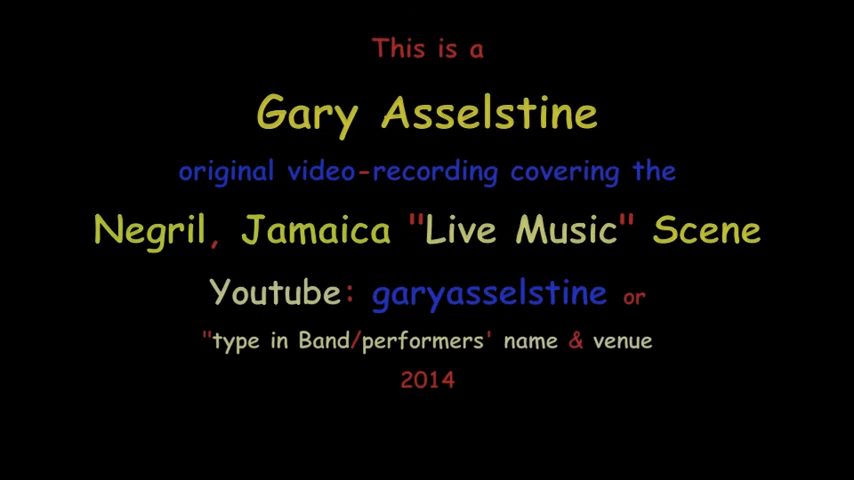 This is a
Gary Asselstine
original video-recording covering the
Negril, Jamaica "Live Music" Scene
Youtube: garyasselstine or
"type in Band/performers' name & venue
2014